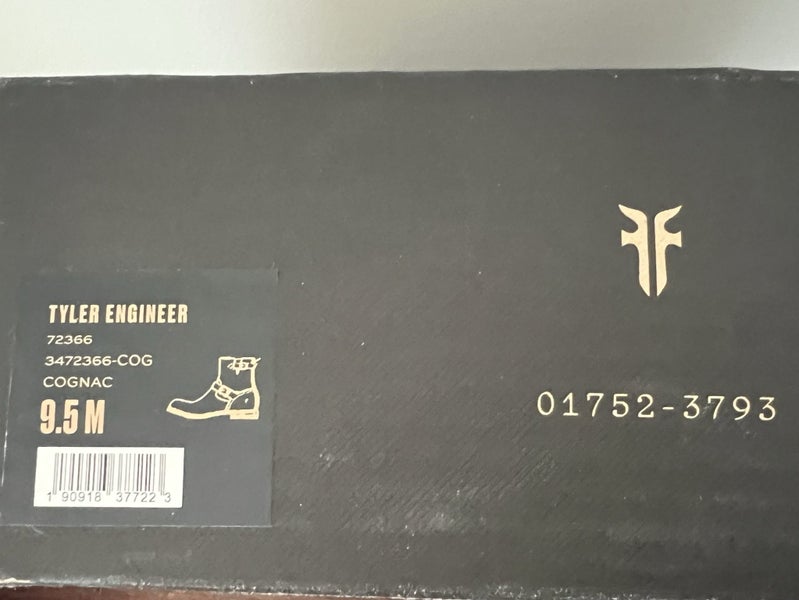 TYLER ENGINEER
72366
3472366-COG
COGNAC
9.5 M
1 90918 37722 3
01752-3793